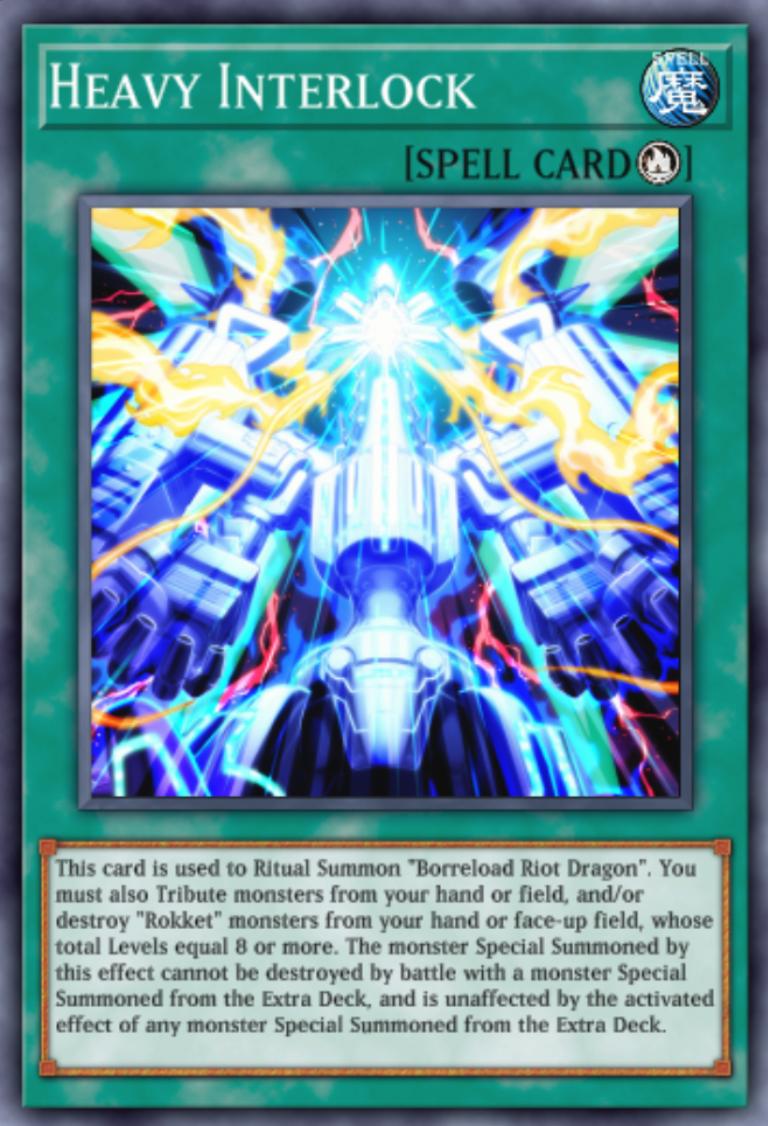 HEAVY INTERLOCK
SPELL
魔
[SPELL CARD]
This card is used to Ritual Summon "Borreload Riot Dragon". You
must also Tribute monsters from your hand or field, and/or
destroy "Rokket" monsters from your hand or face-up field, whose
total Levels equal 8 or more. The monster Special Summoned by
this effect cannot be destroyed by battle with a monster Special
Summoned from the Extra Deck, and is unaffected by the activated
effect of any monster Special Summoned from the Extra Deck.